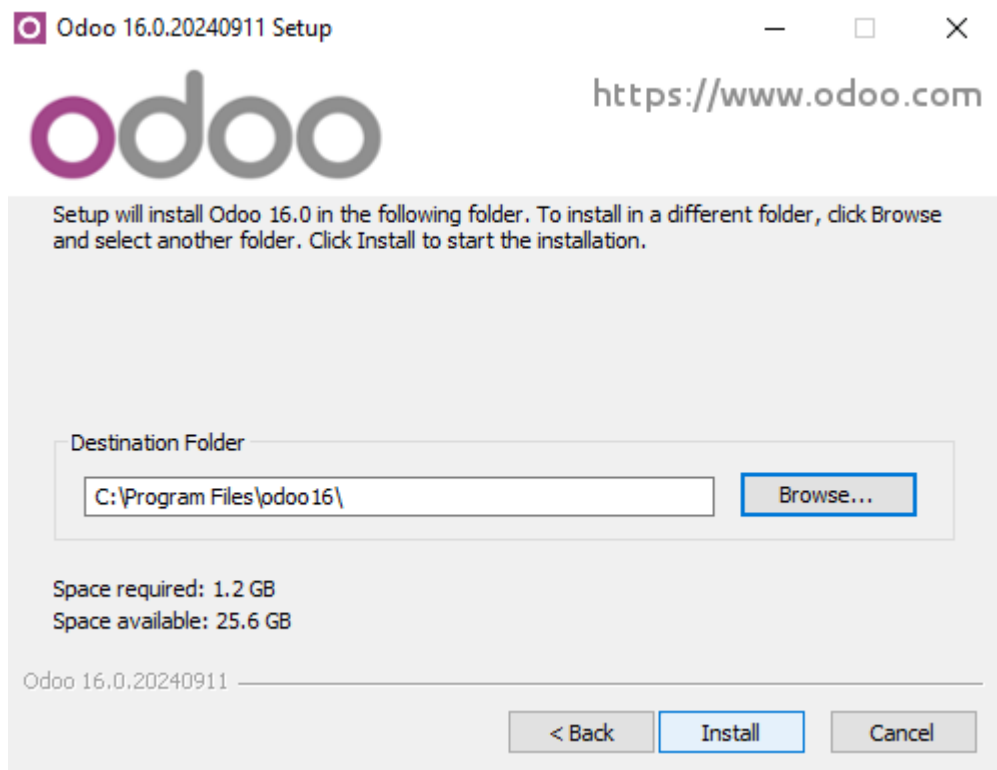 Odoo 16.0.20240911 Setup
odoo
https://www.odoo.com
Setup will install Odoo 16.0 in the following folder. To install in a different folder, click Browse
and select another folder. Click Install to start the installation.
Destination Folder
C:\Program Files\odoo16\
Browse...
Space required: 1.2 GB
Space available: 25.6 GB
Odoo 16.0.20240911
< Back
Install
Cancel